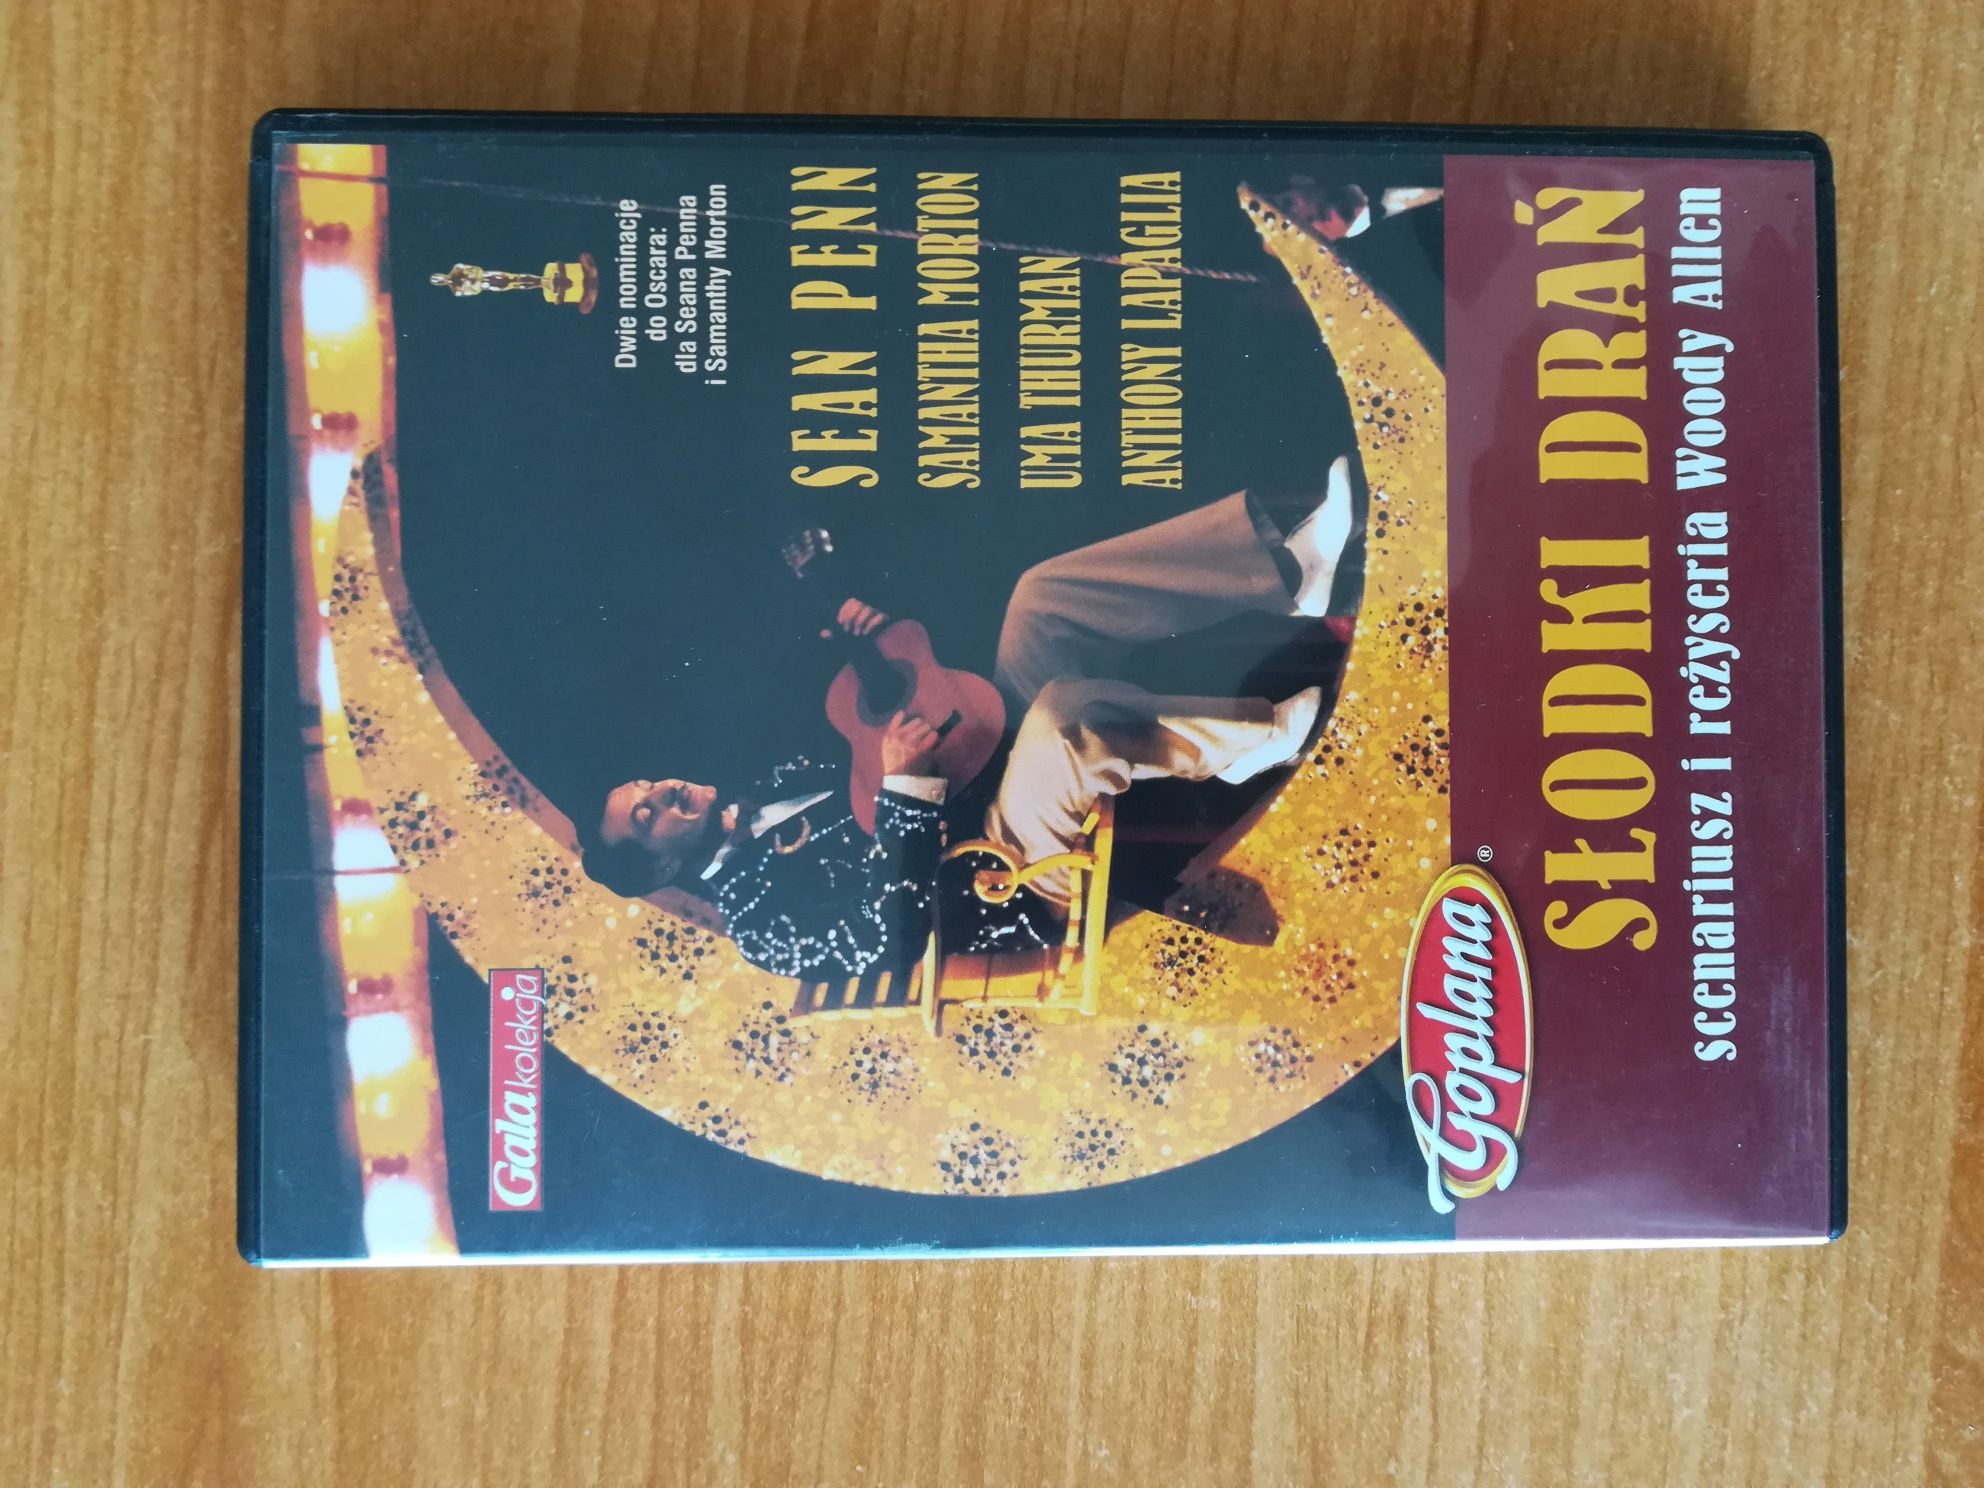 Gala kolekcja
Dwie nominacje
do Oscara:
dla Seana Penna
i Samanthy Morton
SEAN PENN
SAMANTHA MORTON
UMA THURMAN
ANTHONY LAPAGLIA
Goplana®
SŁODKI DRAŃ
scenariusz i reżyseria Woody Allen